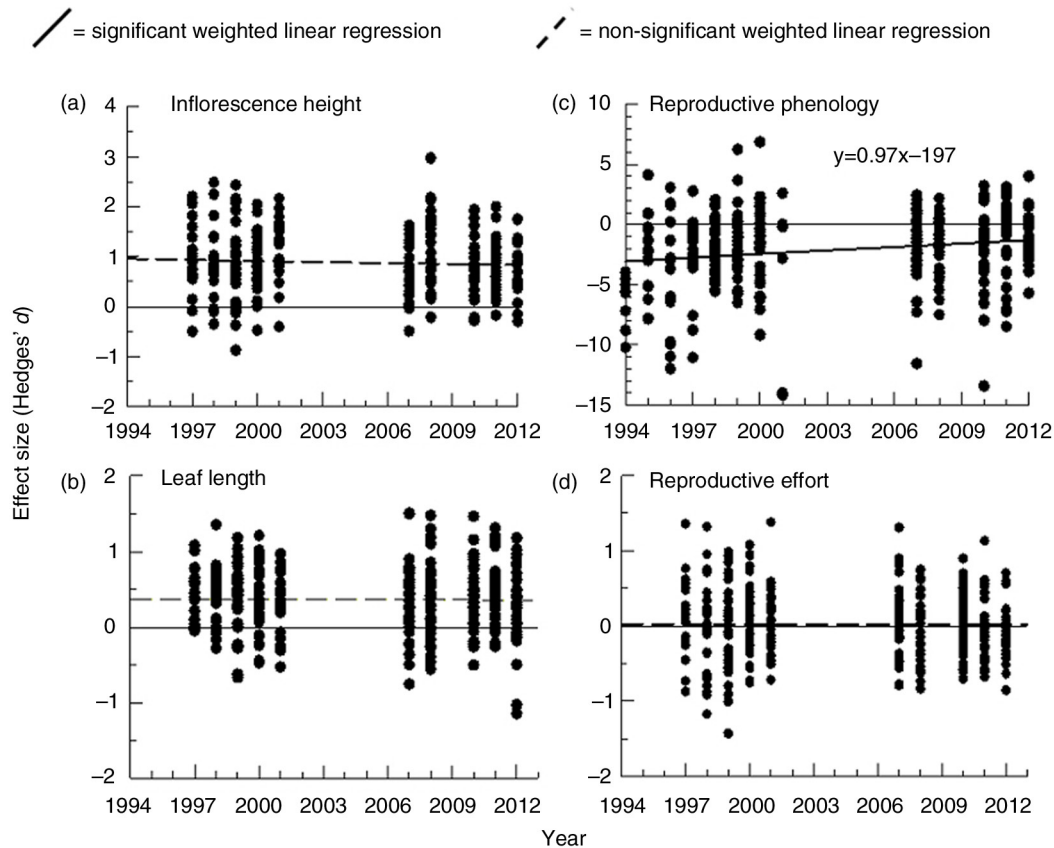 = significant weighted linear regression
= non-significant weighted linear regression
Effect size (Hedges' d)
(a) Inflorescence height
4
3
2
1
0
−1
−2
1994 1997 2000 2003 2006 2009 2012
(b) Leaf length
2
1
0
−1
−2
1994 1997 2000 2003 2006 2009 2012
(c) Reproductive phenology
y=0.97x−197
10
5
0
−5
−10
−15
1994 1997 2000 2003 2006 2009 2012
(d) Reproductive effort
2
1
0
−1
−2
1994 1997 2000 2003 2006 2009 2012
Year